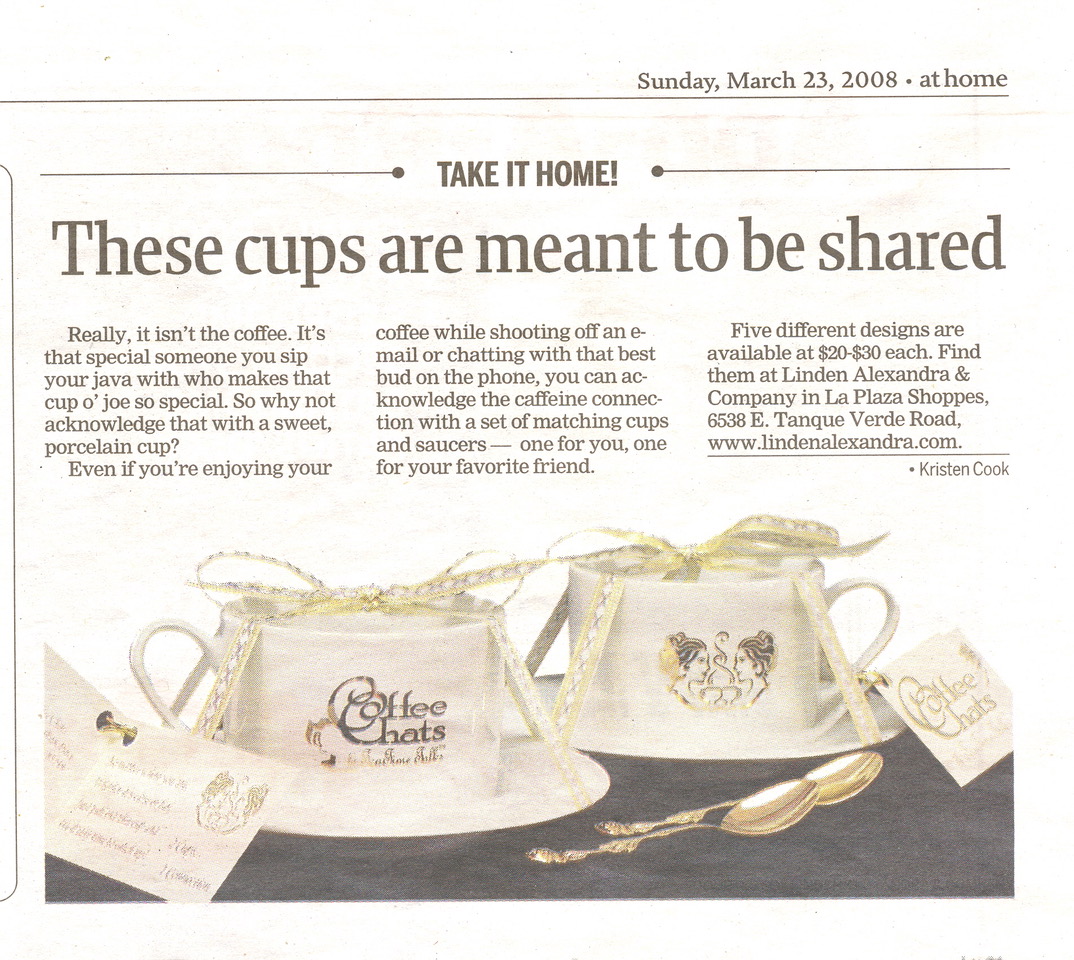 Sunday, March 23, 2008 • at home
TAKE IT HOME!
These cups are meant to be shared
Really, it isn't the coffee. It's
that special someone you sip
your java with who makes that
cup o' joe so special. So why not
acknowledge that with a sweet,
porcelain cup?
Even if you're enjoying your
coffee while shooting off an e-
mail or chatting with that best
bud on the phone, you can ac-
knowledge the caffeine connec-
tion with a set of matching cups
and saucers — one for you, one
for your favorite friend.
Five different designs are
available at $20-$30 each. Find
them at Linden Alexandra &
Company in La Plaza Shoppes,
6538 E. Tanque Verde Road,
www.lindenalexandra.com.
• Kristen Cook
Coffee
Chats
Coffee
Chats